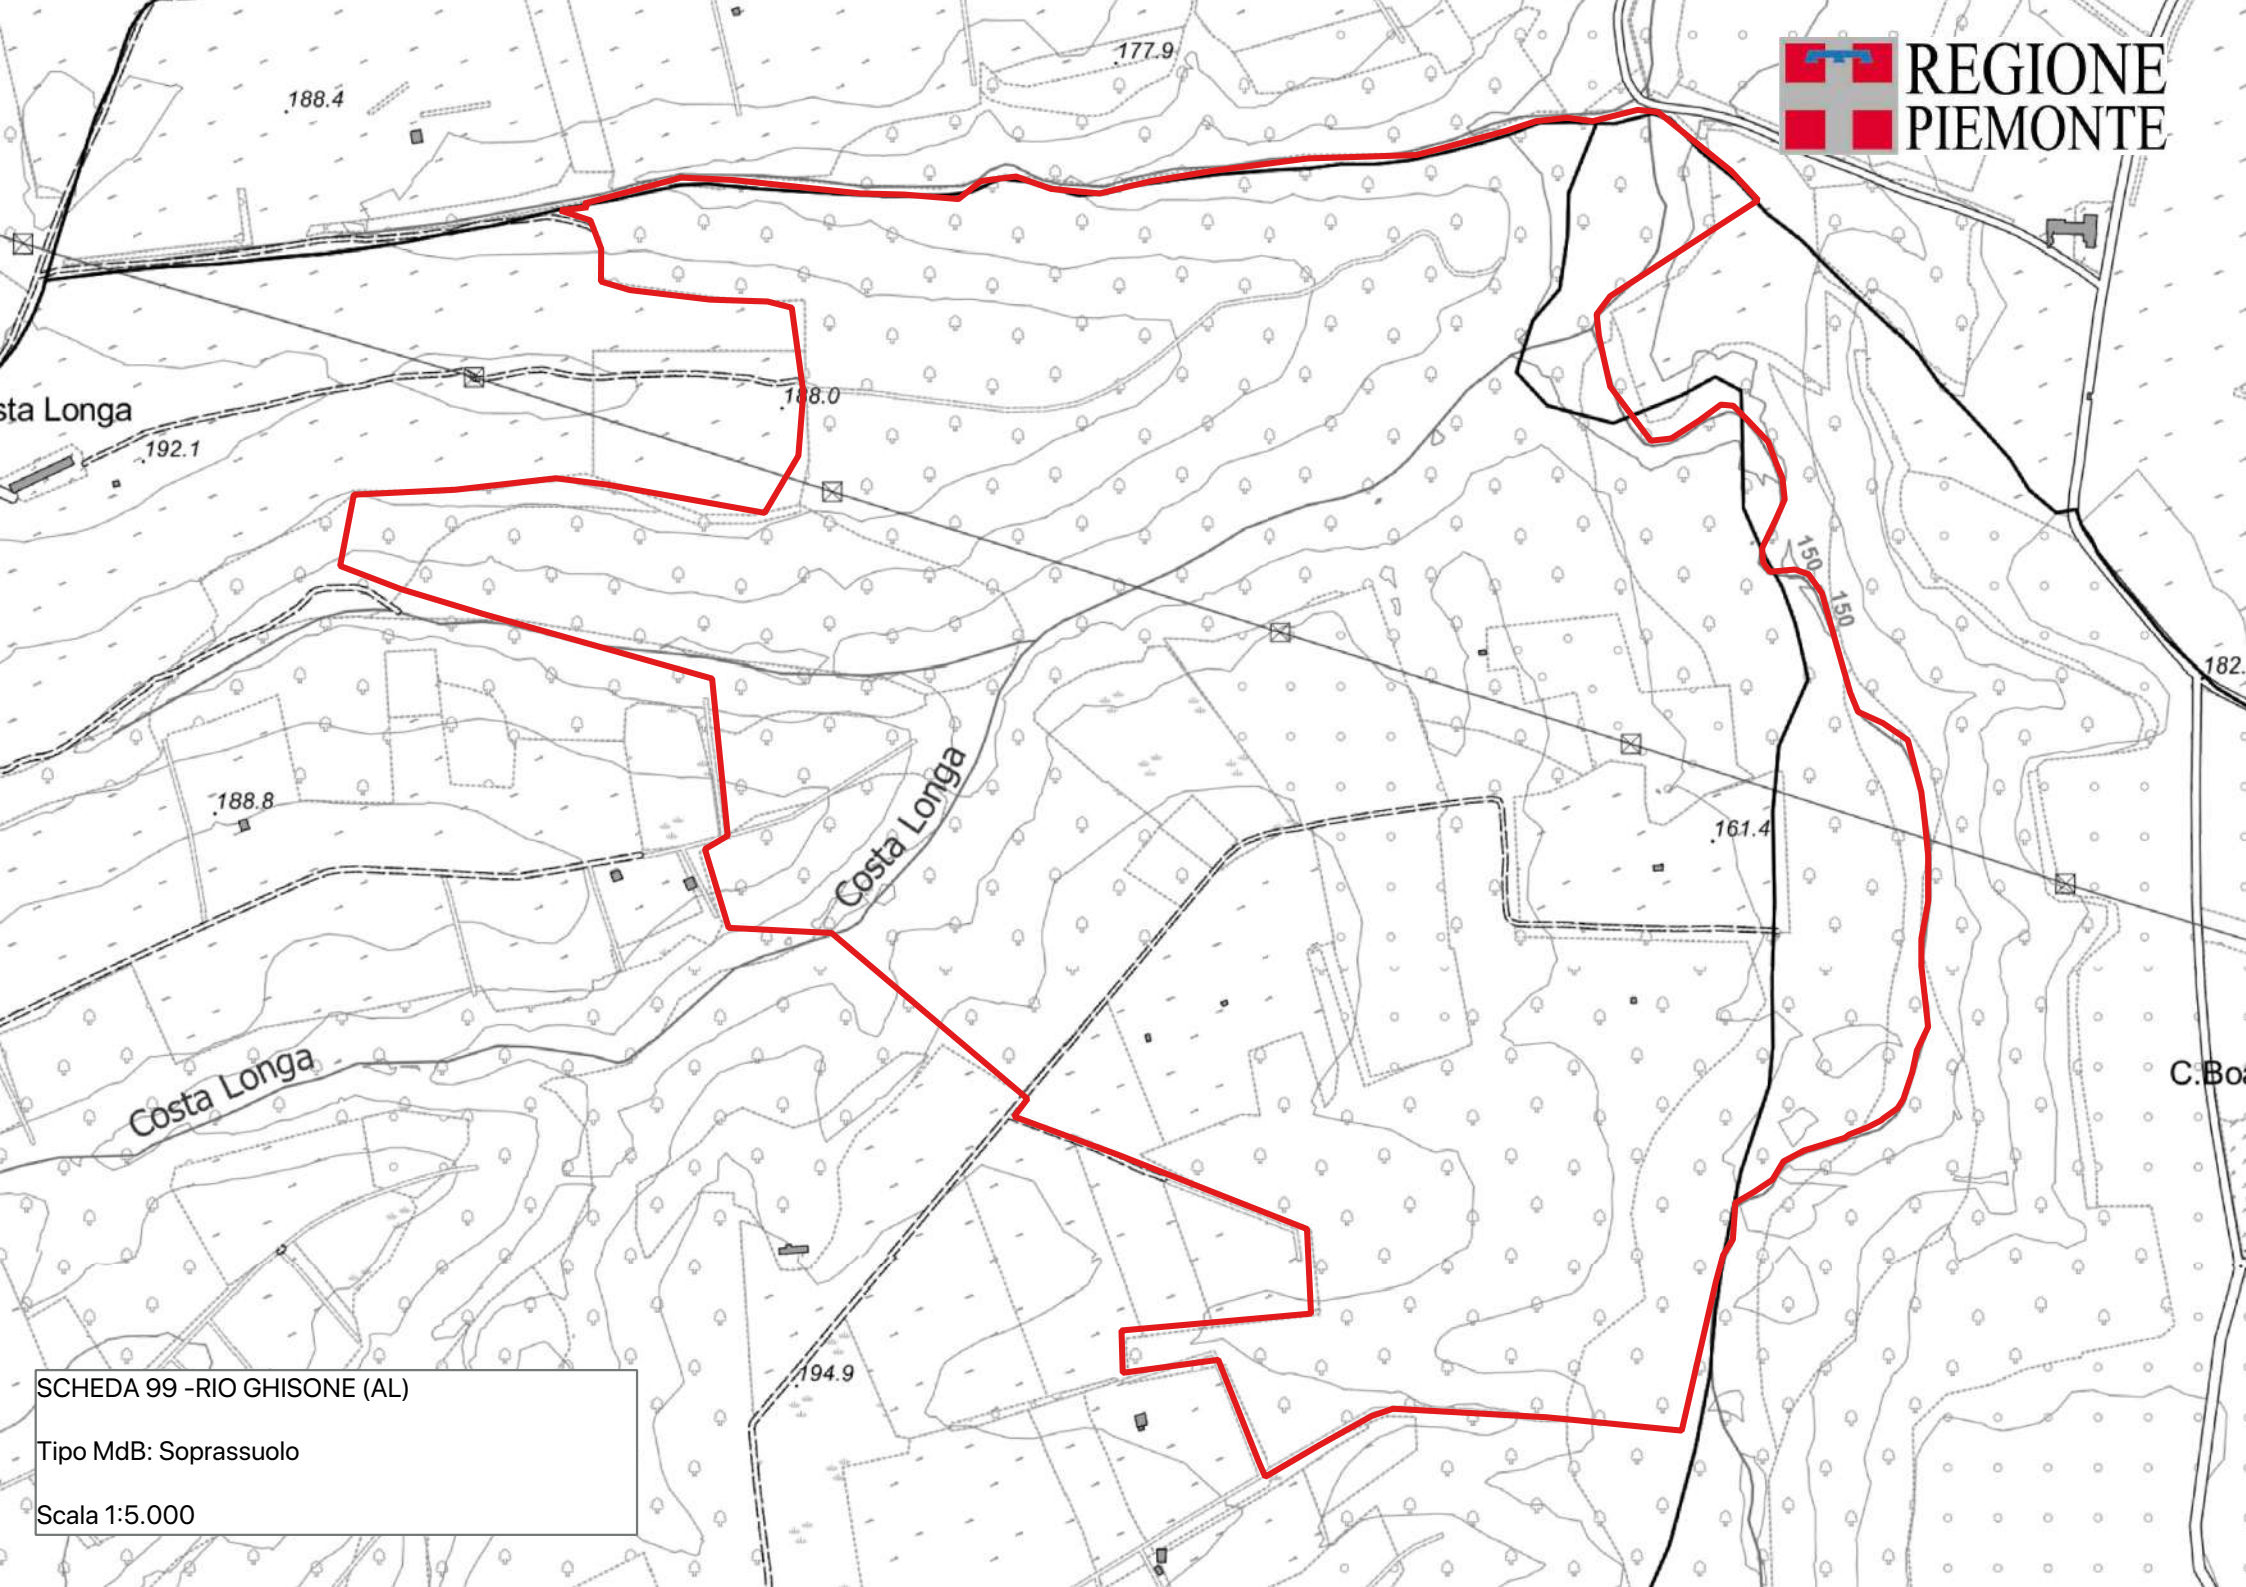 177.9
188.4
REGIONE
PIEMONTE
188.0
sta Longa
192.1
150
150
182.
188.8
Costa Longa
161.4
Costa Longa
C.Boa
194.9
SCHEDA 99 -RIO GHISONE (AL)
Tipo MdB: Soprassuolo
Scala 1:5.000